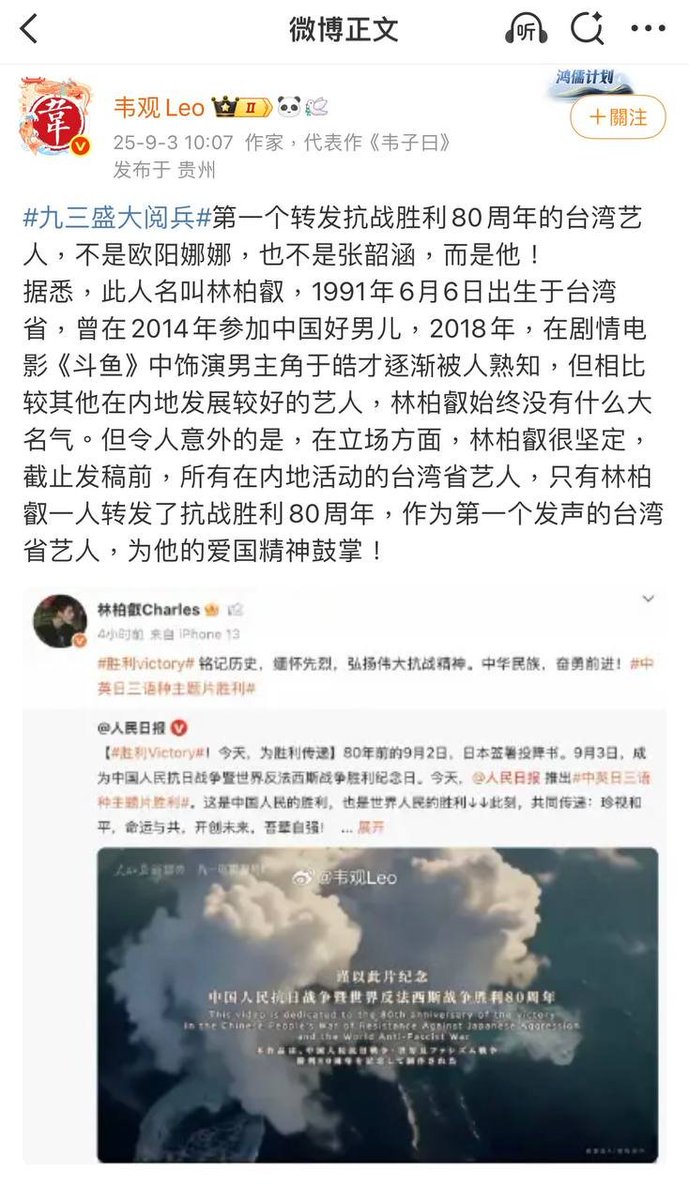 微博正文
听
韦观Leo
II
25-9-3 10:07 作家，代表作《韦子日》
发布于 贵州
鸿儒计划
＋關注
韋
#九三盛大阅兵#第一个转发抗战胜利80周年的台湾艺
人，不是欧阳娜娜，也不是张韶涵，而是他！
据悉，此人名叫林柏叡，1991年6月6日出生于台湾
省，曾在2014年参加中国好男儿，2018年，在剧情电
影《斗鱼》中饰演男主角于皓才逐渐被人熟知，但相比
较其他在内地发展较好的艺人，林柏叡始终没有什么大
名气。但令人意外的是，在立场方面，林柏叡很坚定，
截止发稿前，所有在内地活动的台湾省艺人，只有林柏
叡一人转发了抗战胜利80周年，作为第一个发声的台湾
省艺人，为他的爱国精神鼓掌！
林柏叡Charles
4小时前 来自 iPhone 13
#胜利victory# 铭记历史，缅怀先烈，弘扬伟大抗战精神。中华民族，奋勇前进！#中
英日三语种主题片胜利#
@人民日报
【#胜利Victory#！今天，为胜利传递】80年前的9月2日，日本签署投降书。9月3日，成
为中国人民抗日战争暨世界反法西斯战争胜利纪念日。今天，@人民日报 推出#中英日三语
种主题片胜利#。这是中国人民的胜利，也是世界人民的胜利↓↓此刻，共同传递：珍视和
平，命运与共，开创未来，吾辈自强！ ... 展开
@韦观Leo
谨以此片纪念
中国人民抗日战争暨世界反法西斯战争胜利80周年
This video is dedicated to the 80th anniversary of the victory
in the Chinese People's War of Resistance Against Japanese Aggression
and the World Anti-Fascist War